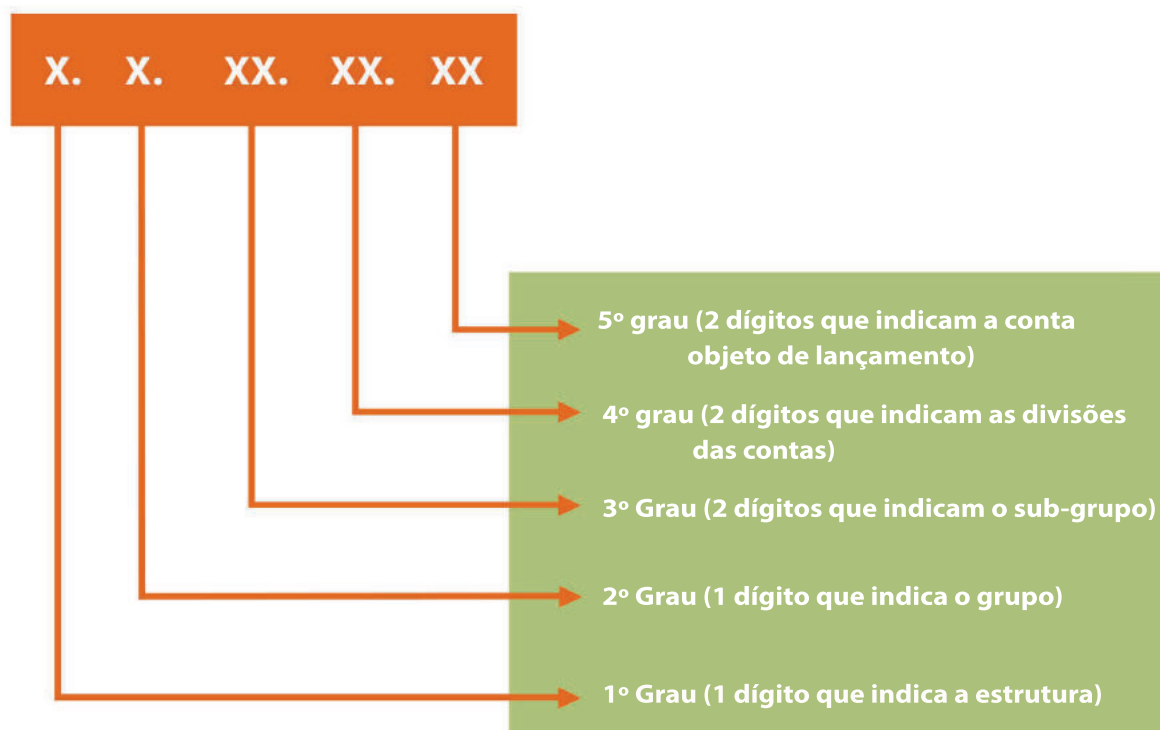 X. X. XX. XX. XX
5º grau (2 dígitos que indicam a conta
objeto de lançamento)
4º grau (2 dígitos que indicam as divisões
das contas)
3º Grau (2 dígitos que indicam o sub-grupo)
2º Grau (1 dígito que indica o grupo)
1º Grau (1 dígito que indica a estrutura)